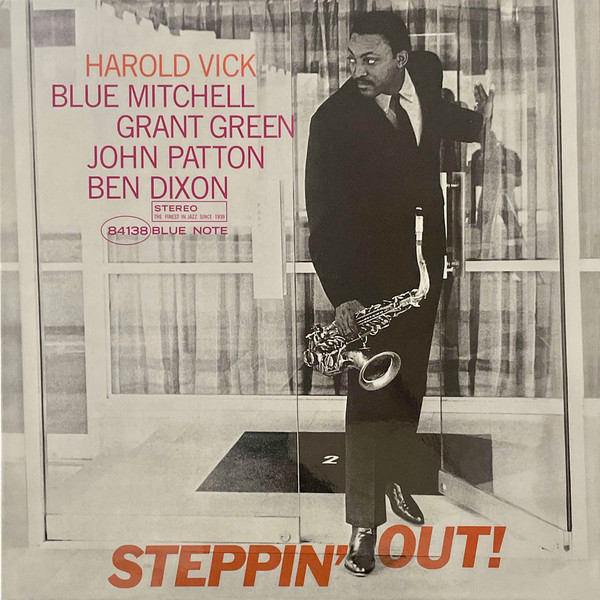 HAROLD VICK
BLUE MITCHELL
GRANT GREEN
JOHN PATTON
BEN DIXON
STEREO
THE FINEST IN JAZZ SINCE 1939
84138 BLUE NOTE
2
STEPPIN' OUT!